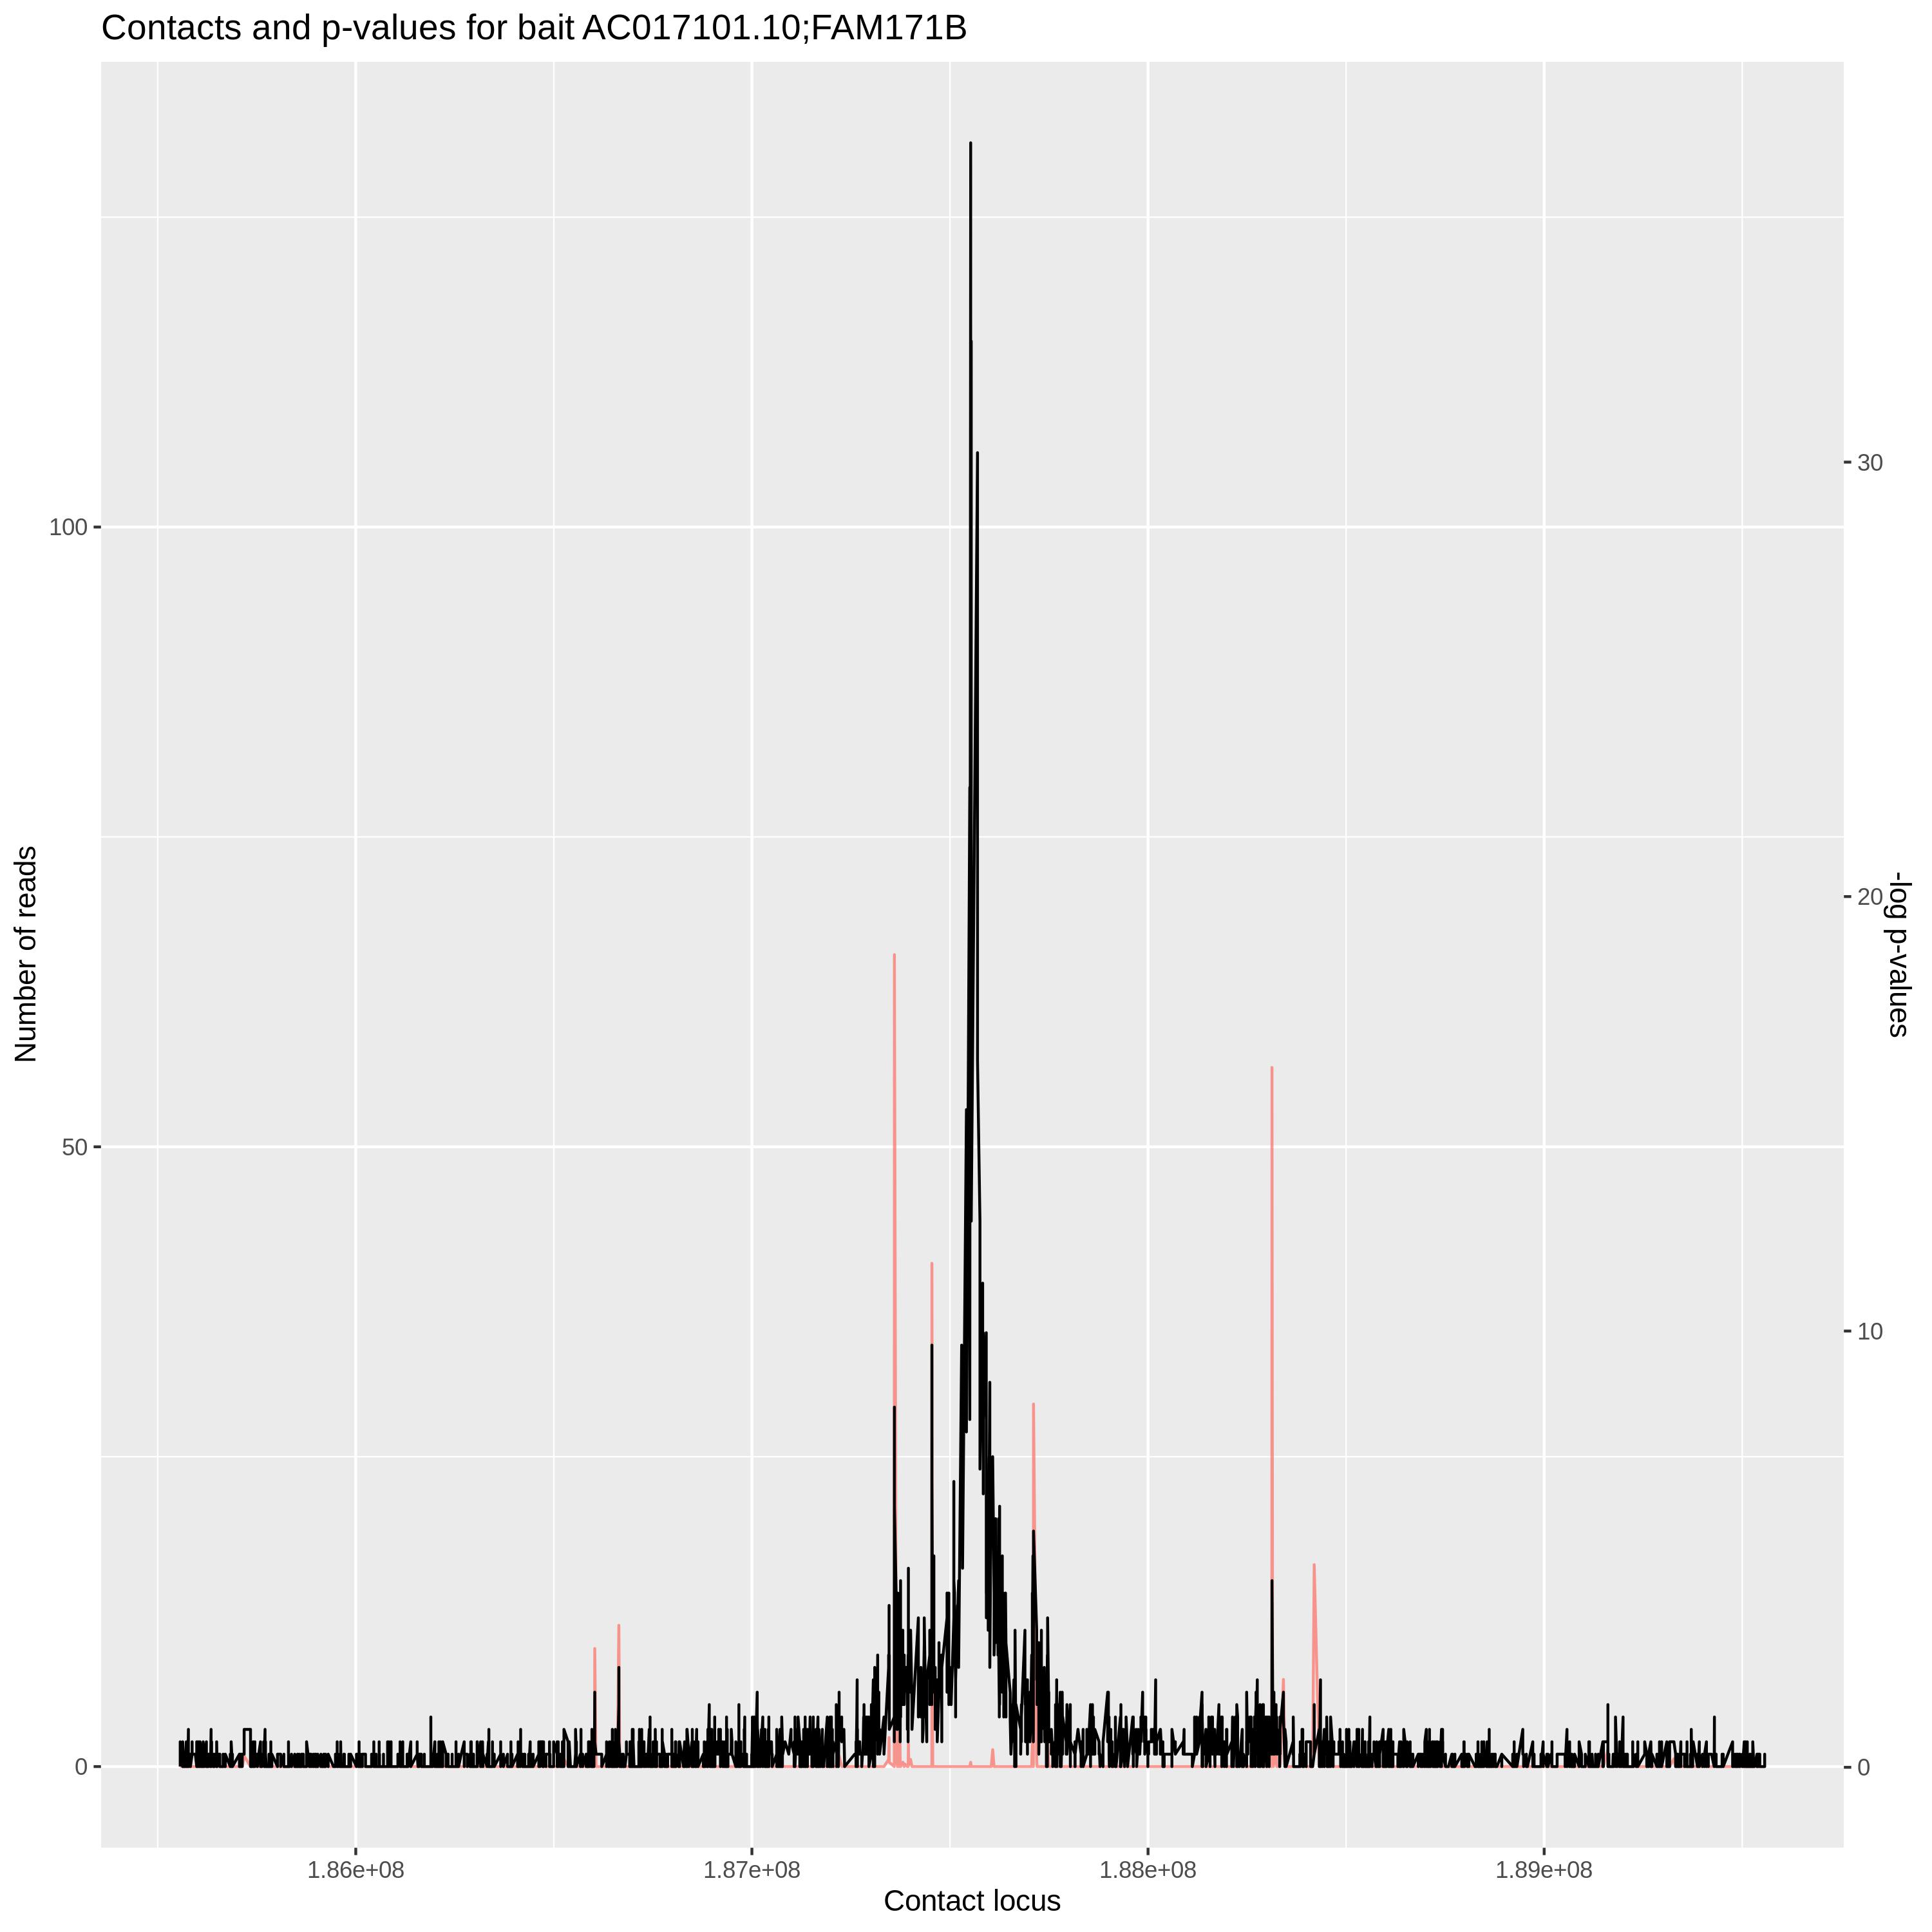 Contacts and p-values for bait AC017101.10;FAM171B
Number of reads
100
50
0
30
20
10
0
-log p-values
1.86e+08 1.87e+08 1.88e+08 1.89e+08
Contact locus